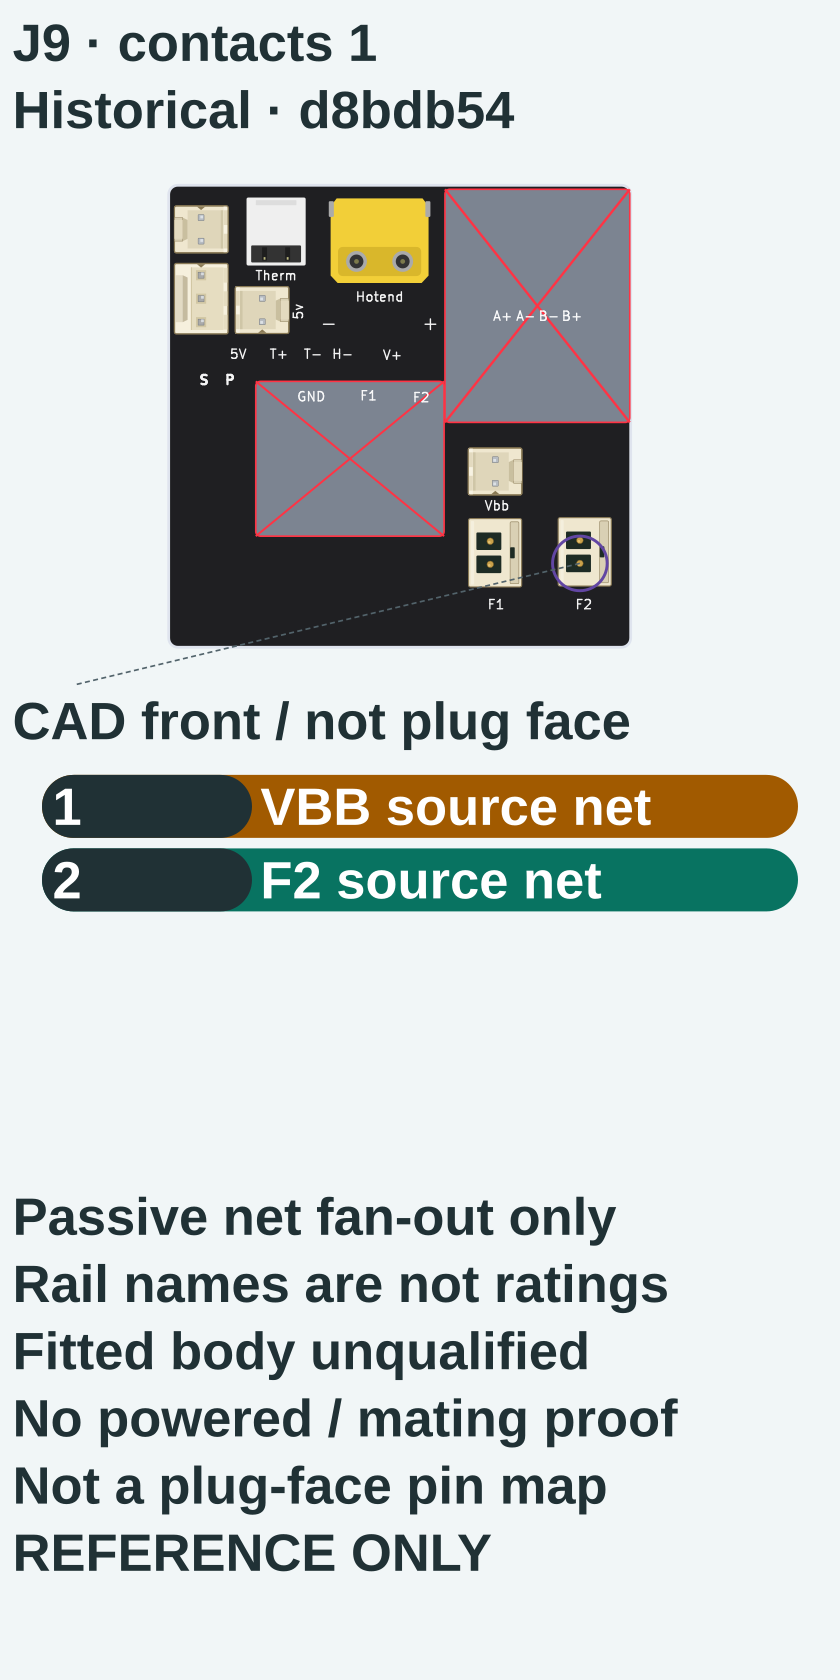 J9 · contacts 1
Historical · d8bdb54
Therm
Hotend
5v
− +
A+ A− B− B+
5V T+ T− H− V+
S P
GND F1 F2
Vbb
F1 F2
CAD front / not plug face
1 VBB source net
2 F2 source net
Passive net fan-out only
Rail names are not ratings
Fitted body unqualified
No powered / mating proof
Not a plug-face pin map
REFERENCE ONLY